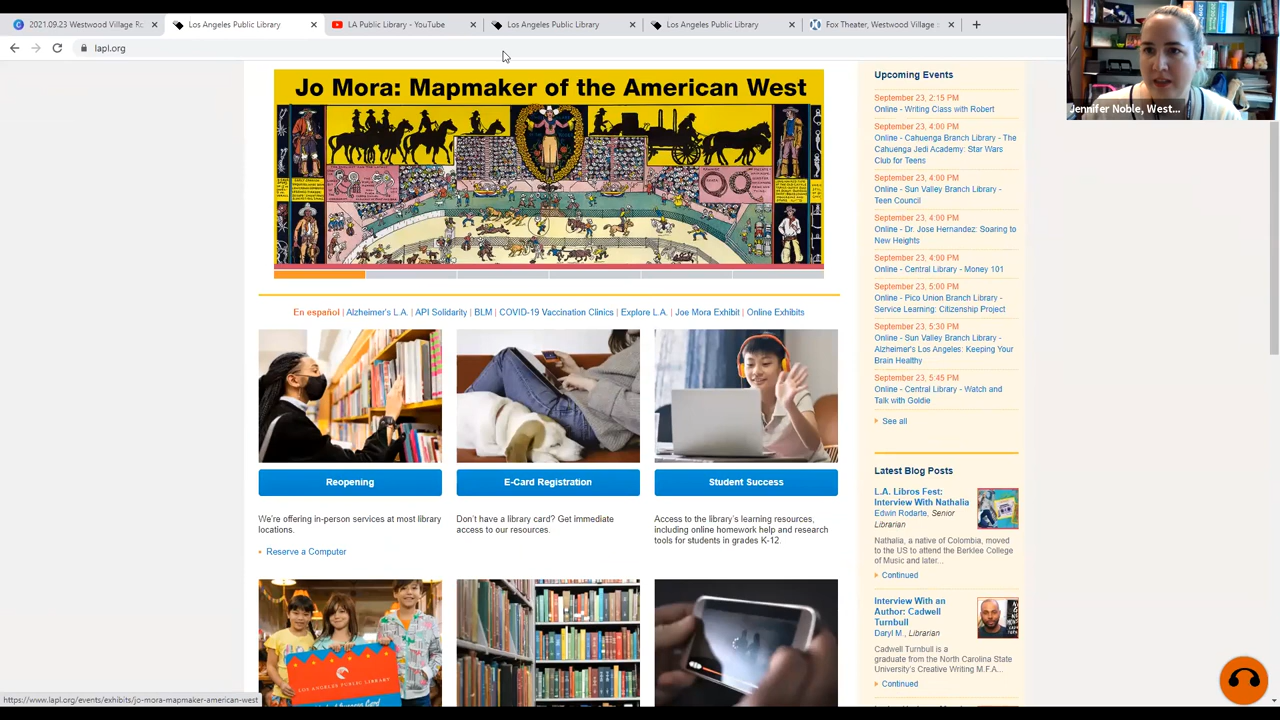 2021.09.23 Westwood Village Ro
Los Angeles Public Library
LA Public Library - YouTube
Los Angeles Public Library
Los Angeles Public Library
Fox Theater, Westwood Village
lapl.org
Jennifer Noble, West...
Jo Mora: Mapmaker of the American West
En español | Alzheimer's L.A. | API Solidarity | BLM | COVID-19 Vaccination Clinics | Explore L.A. | Joe Mora Exhibit | Online Exhibits
Reopening
We're offering in-person services at most library
locations.
Reserve a Computer
E-Card Registration
Don't have a library card? Get immediate
access to our resources.
Student Success
Access to the library's learning resources,
including online homework help and research
tools for students in grades K-12.
LOS ANGELES PUBLIC LIBRARY
Upcoming Events
September 23, 2:15 PM
Online - Writing Class with Robert
September 23, 4:00 PM
Online - Cahuenga Branch Library - The
Cahuenga Jedi Academy: Star Wars
Club for Teens
September 23, 4:00 PM
Online - Sun Valley Branch Library -
Teen Council
September 23, 4:00 PM
Online - Dr. Jose Hernandez: Soaring to
New Heights
September 23, 4:00 PM
Online - Central Library - Money 101
September 23, 5:00 PM
Online - Pico Union Branch Library -
Service Learning: Citizenship Project
September 23, 5:30 PM
Online - Sun Valley Branch Library -
Alzheimer's Los Angeles: Keeping Your
Brain Healthy
September 23, 5:45 PM
Online - Central Library - Watch and
Talk with Goldie
See all
Latest Blog Posts
L.A. Libros Fest:
Interview With Nathalia
Edwin Rodarte, Senior
Librarian
Nathalia, a native of Colombia, moved
to the US to attend the Berklee College
of Music and later...
Continued
Interview With an
Author: Cadwell
Turnbull
Daryl M., Librarian
Cadwell Turnbull is a
graduate from the North Carolina State
University's Creative Writing M.F.A...
Continued
https://www.lapl.org/events/exhibits/jo-mora-mapmaker-american-west